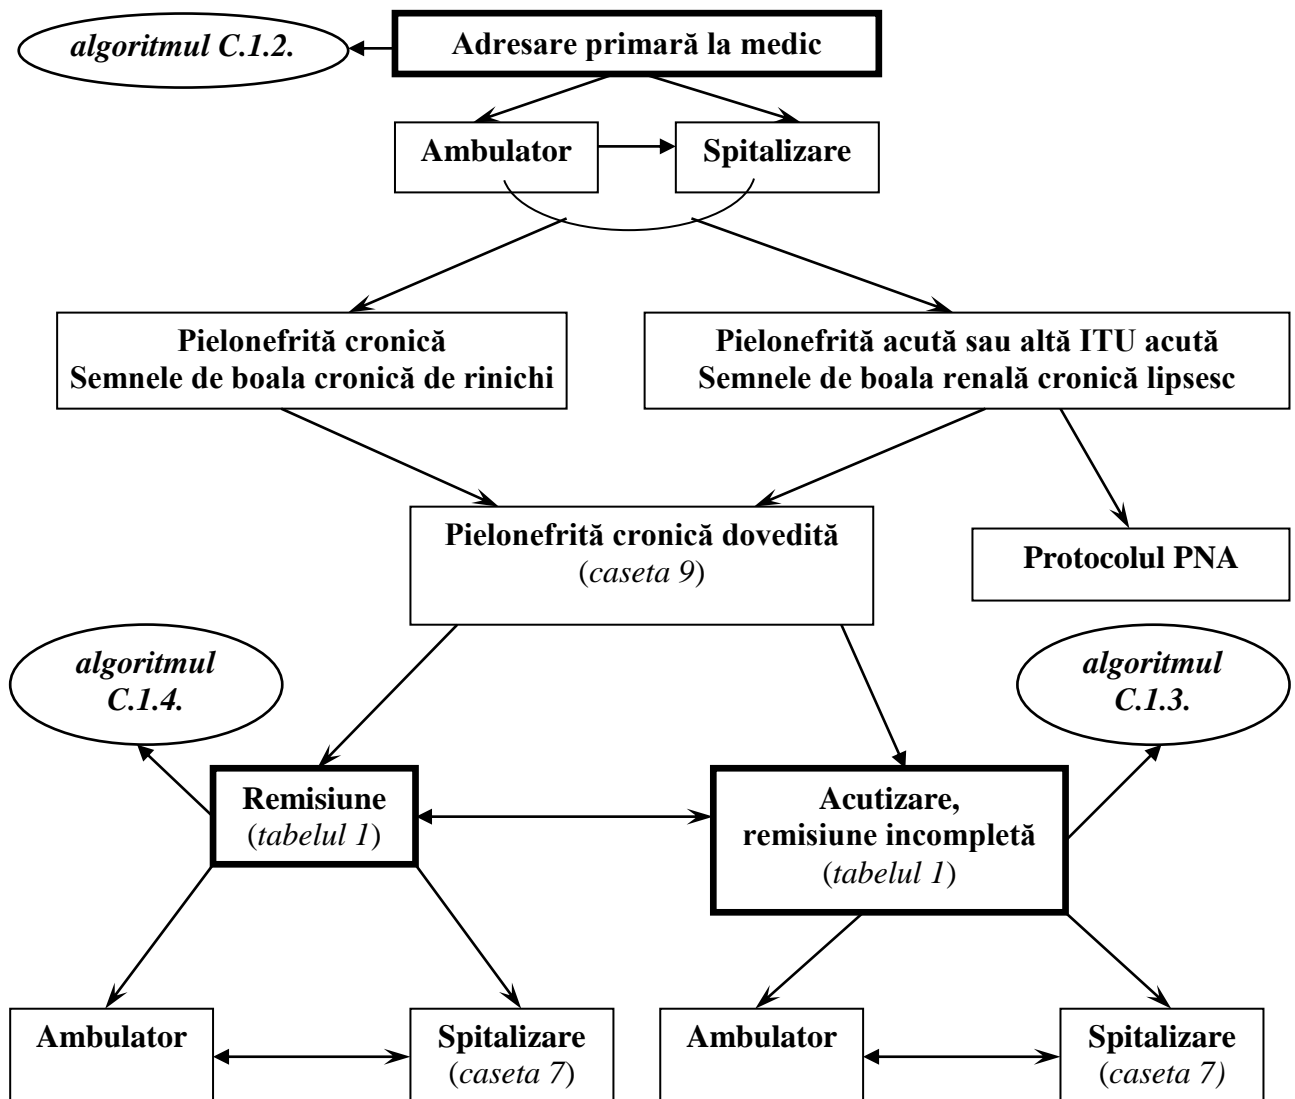 algoritmul C.1.2.
Adresare primară la medic
Ambulator
Spitalizare
Pielonefrită cronică
Semnele de boala cronică de rinichi
Pielonefrită acută sau altă ITU acută
Semnele de boala renală cronică lipsesc
Pielonefrită cronică dovedită
(caseta 9)
Protocolul PNA
algoritmul
C.1.4.
algoritmul
C.1.3.
Remisiune
(tabelul 1)
Acutizare,
remisiune incompletă
(tabelul 1)
Ambulator
Spitalizare
(caseta 7)
Ambulator
Spitalizare
(caseta 7)